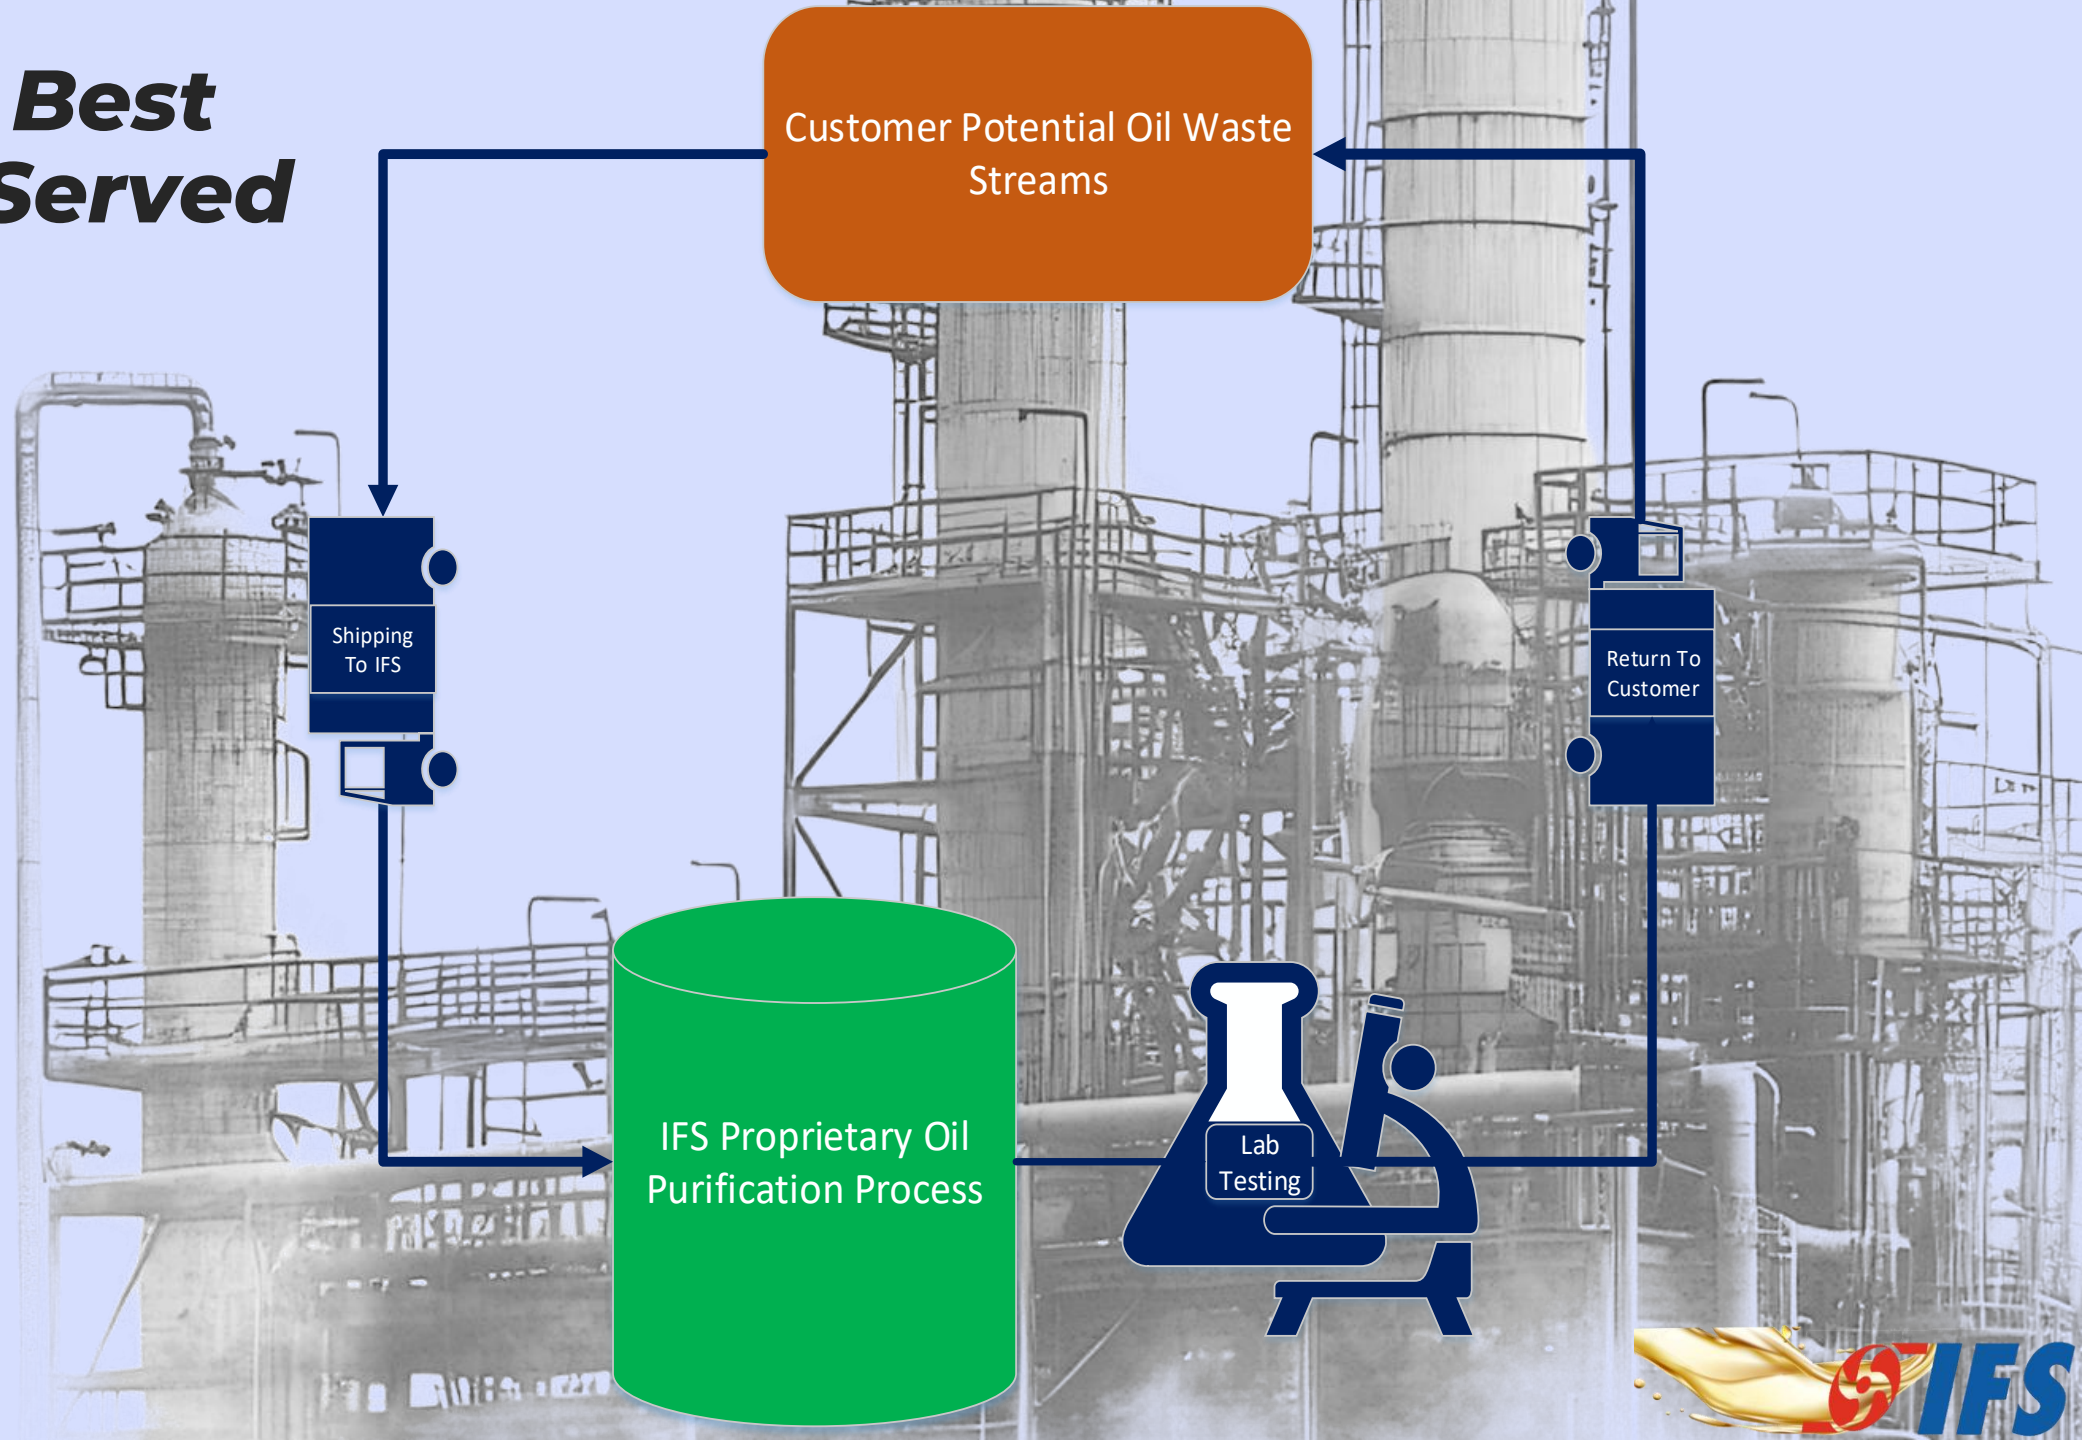 Best
Served
Customer Potential Oil Waste
Streams
Shipping
To IFS
Return To
Customer
IFS Proprietary Oil
Purification Process
Lab
Testing
IFS